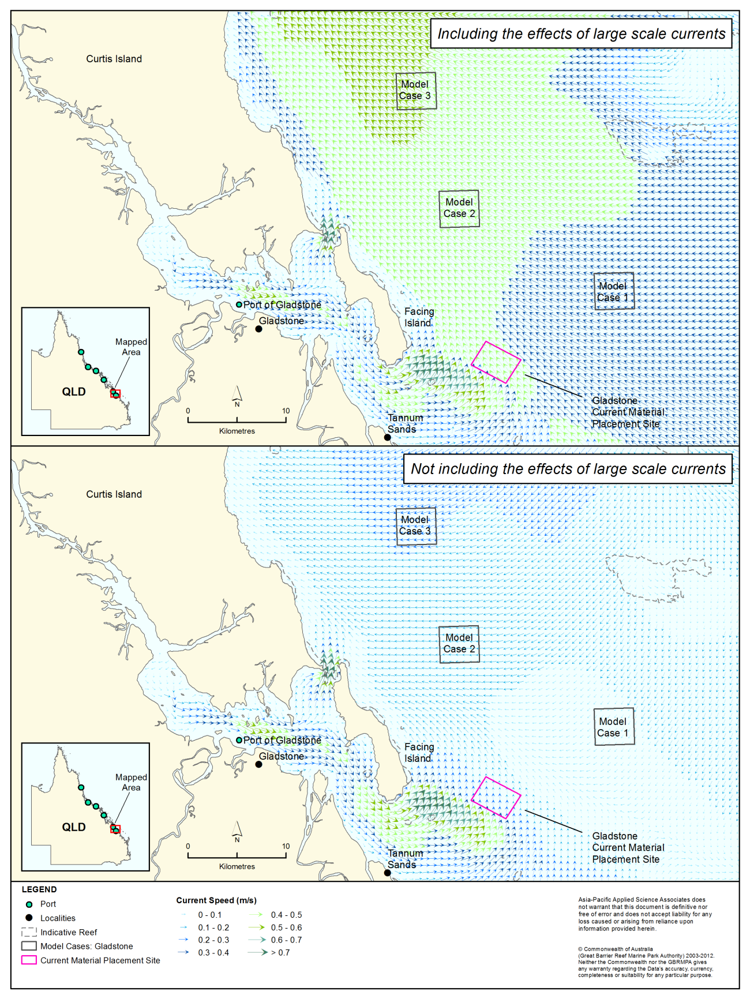 Including the effects of large scale currents
Curtis Island
Model
Case 3
Model
Case 2
Model
Case 1
Port of Gladstone
Gladstone
Facing
Island
Mapped
Area
QLD
N
0 10
Kilometres
Tannum
Sands
Gladstone
Current Material
Placement Site
Not including the effects of large scale currents
Curtis Island
Model
Case 3
Model
Case 2
Model
Case 1
Port of Gladstone
Gladstone
Facing
Island
Mapped
Area
QLD
N
0 10
Kilometres
Tannum
Sands
Gladstone
Current Material
Placement Site
LEGEND
Port
Localities
Indicative Reef
Model Cases: Gladstone
Current Material Placement Site
Current Speed (m/s)
0 - 0.1
0.1 - 0.2
0.2 - 0.3
0.3 - 0.4
0.4 - 0.5
0.5 - 0.6
0.6 - 0.7
> 0.7
Asia-Pacific Applied Science Associates does
not warrant that this document is definitive nor
free of error and does not accept liability for any
loss caused or arising from reliance upon
information provided herein.
© Commonwealth of Australia
(Great Barrier Reef Marine Park Authority) 2003-2012.
Neither the Commonwealth nor the GBRMPA gives
any warranty regarding the Data's accuracy, currency,
completeness or suitability for any particular purpose.